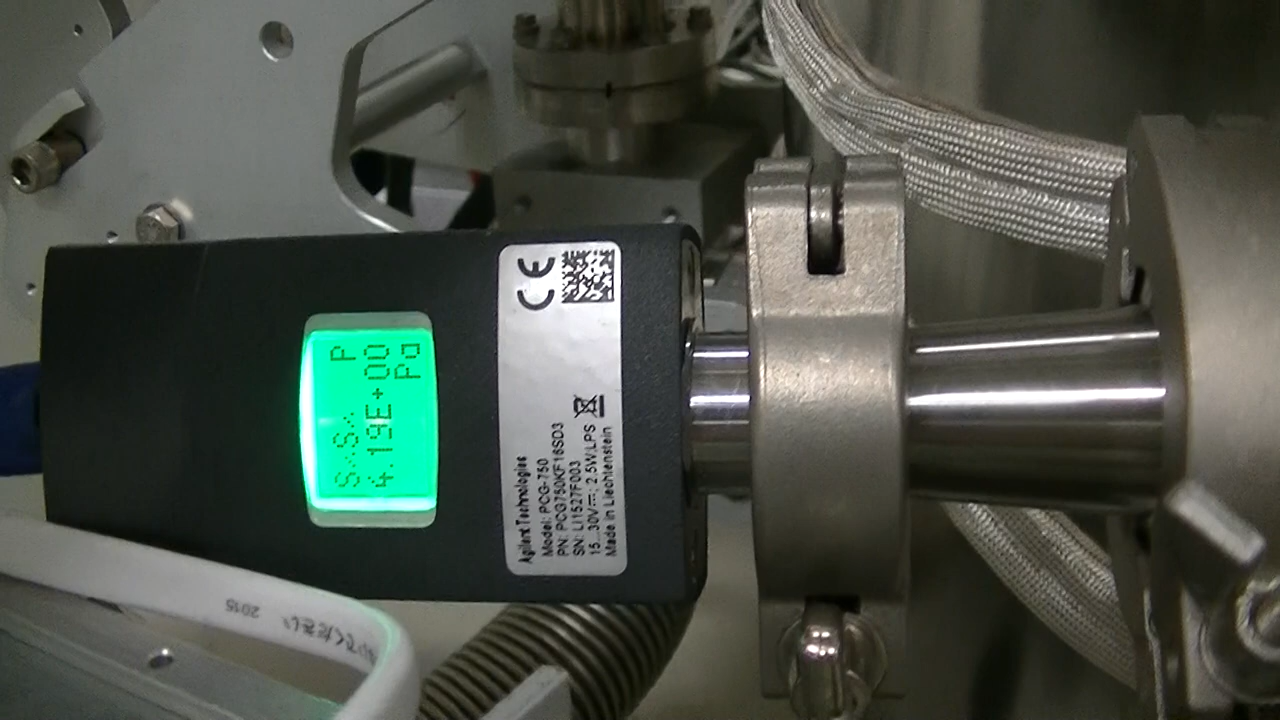 CE
Agilent Technologies
Model: PCG-750
PN: PCG750KF16SD3
SN: LI1527F003
15...30V⎓ 2.5W LPS
Made in Liechtenstein
P
4.19E+00
Pa
2015